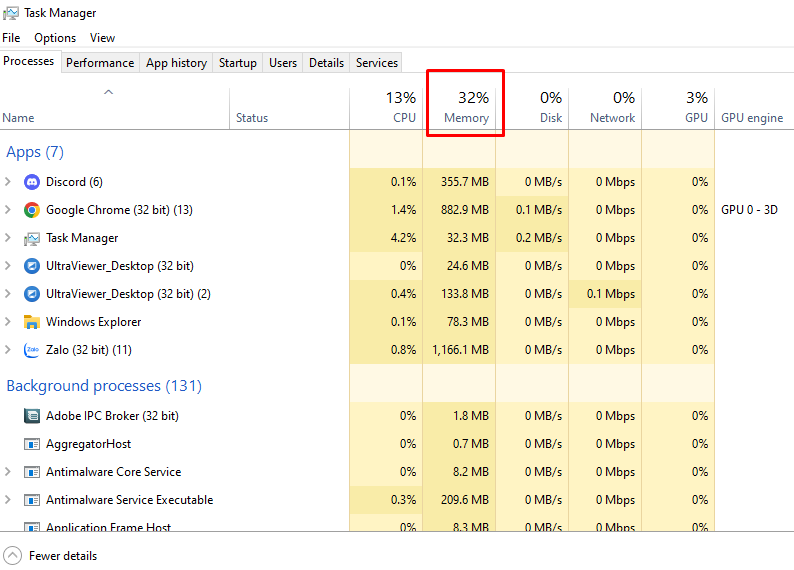 Task Manager
File Options View
Processes Performance App history Startup Users Details Services
13% 32% 0% 0% 3%
Name Status CPU Memory Disk Network GPU GPU engine
Apps (7)
Discord (6) 0.1% 355.7 MB 0 MB/s 0 Mbps 0%
Google Chrome (32 bit) (13) 1.4% 882.9 MB 0.1 MB/s 0 Mbps 0% GPU 0 - 3D
Task Manager 4.2% 32.3 MB 0.2 MB/s 0 Mbps 0%
UltraViewer_Desktop (32 bit) 0% 24.6 MB 0 MB/s 0 Mbps 0%
UltraViewer_Desktop (32 bit) (2) 0.4% 133.8 MB 0 MB/s 0.1 Mbps 0%
Windows Explorer 0.1% 78.3 MB 0 MB/s 0 Mbps 0%
Zalo Zalo (32 bit) (11) 0.8% 1,166.1 MB 0 MB/s 0 Mbps 0%
Background processes (131)
Adobe IPC Broker (32 bit) 0% 1.8 MB 0 MB/s 0 Mbps 0%
AggregatorHost 0% 0.7 MB 0 MB/s 0 Mbps 0%
Antimalware Core Service 0% 8.2 MB 0 MB/s 0 Mbps 0%
Antimalware Service Executable 0.3% 209.6 MB 0 MB/s 0 Mbps 0%
Application Frame Host 0% 8.3 MB 0 MB/s 0 Mbps 0%
Fewer details